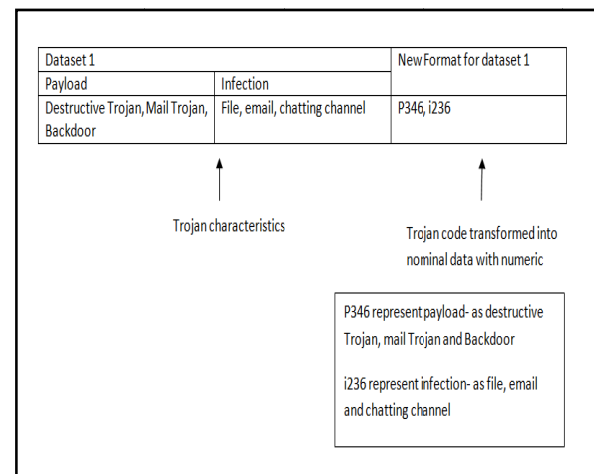 Dataset 1
New Format for dataset 1
Payload
Infection
Destructive Trojan, Mail Trojan,
Backdoor
File, email, chatting channel
P346, i236
Trojan characteristics
Trojan code transformed into
nominal data with numeric
P346 represent payload- as destructive
Trojan, mail Trojan and Backdoor
i236 represent infection- as file, email
and chatting channel